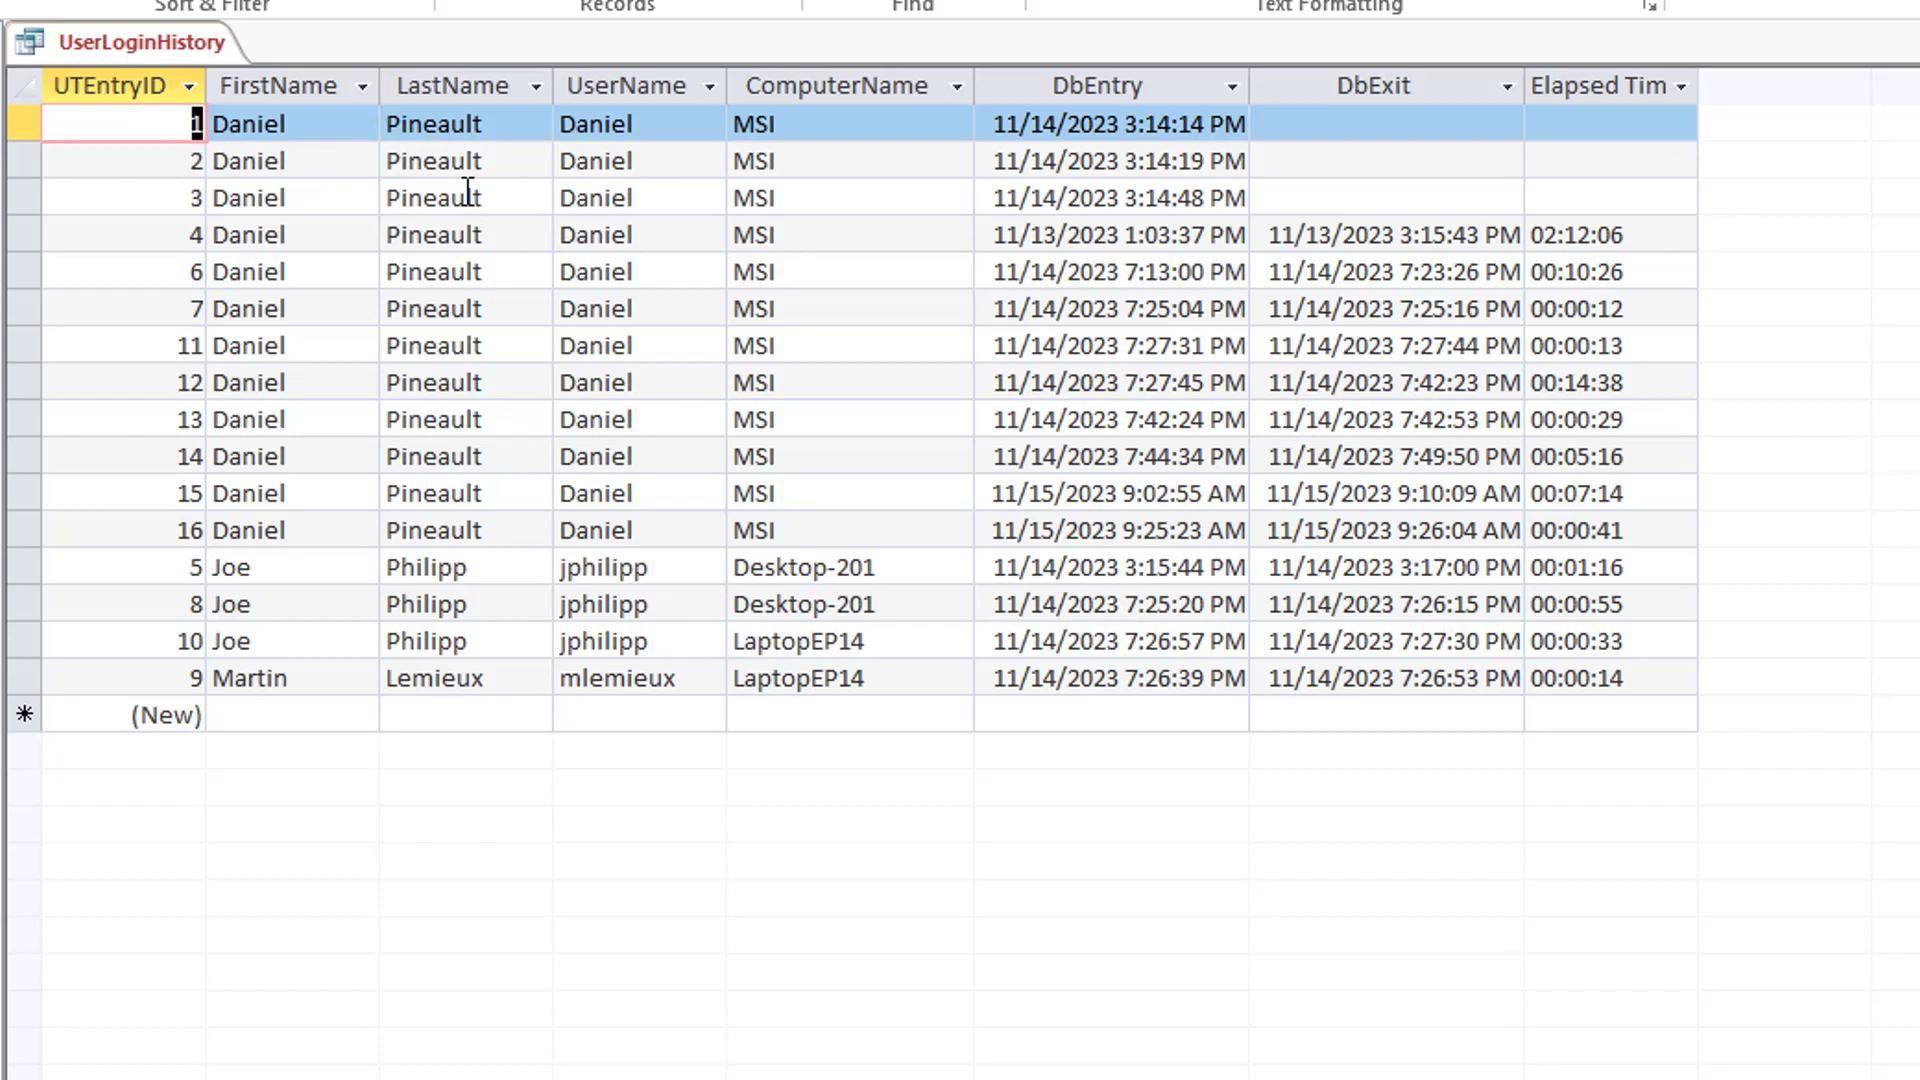 Sort & Filter Records Find Text Formatting
UserLoginHistory
UTEntryID FirstName LastName UserName ComputerName DbEntry DbExit Elapsed Tim
1 Daniel Pineault Daniel MSI 11/14/2023 3:14:14 PM
2 Daniel Pineault Daniel MSI 11/14/2023 3:14:19 PM
3 Daniel Pineault Daniel MSI 11/14/2023 3:14:48 PM
4 Daniel Pineault Daniel MSI 11/13/2023 1:03:37 PM 11/13/2023 3:15:43 PM 02:12:06
6 Daniel Pineault Daniel MSI 11/14/2023 7:13:00 PM 11/14/2023 7:23:26 PM 00:10:26
7 Daniel Pineault Daniel MSI 11/14/2023 7:25:04 PM 11/14/2023 7:25:16 PM 00:00:12
11 Daniel Pineault Daniel MSI 11/14/2023 7:27:31 PM 11/14/2023 7:27:44 PM 00:00:13
12 Daniel Pineault Daniel MSI 11/14/2023 7:27:45 PM 11/14/2023 7:42:23 PM 00:14:38
13 Daniel Pineault Daniel MSI 11/14/2023 7:42:24 PM 11/14/2023 7:42:53 PM 00:00:29
14 Daniel Pineault Daniel MSI 11/14/2023 7:44:34 PM 11/14/2023 7:49:50 PM 00:05:16
15 Daniel Pineault Daniel MSI 11/15/2023 9:02:55 AM 11/15/2023 9:10:09 AM 00:07:14
16 Daniel Pineault Daniel MSI 11/15/2023 9:25:23 AM 11/15/2023 9:26:04 AM 00:00:41
5 Joe Philipp jphilipp Desktop-201 11/14/2023 3:15:44 PM 11/14/2023 3:17:00 PM 00:01:16
8 Joe Philipp jphilipp Desktop-201 11/14/2023 7:25:20 PM 11/14/2023 7:26:15 PM 00:00:55
10 Joe Philipp jphilipp LaptopEP14 11/14/2023 7:26:57 PM 11/14/2023 7:27:30 PM 00:00:33
9 Martin Lemieux mlemieux LaptopEP14 11/14/2023 7:26:39 PM 11/14/2023 7:26:53 PM 00:00:14
* (New)